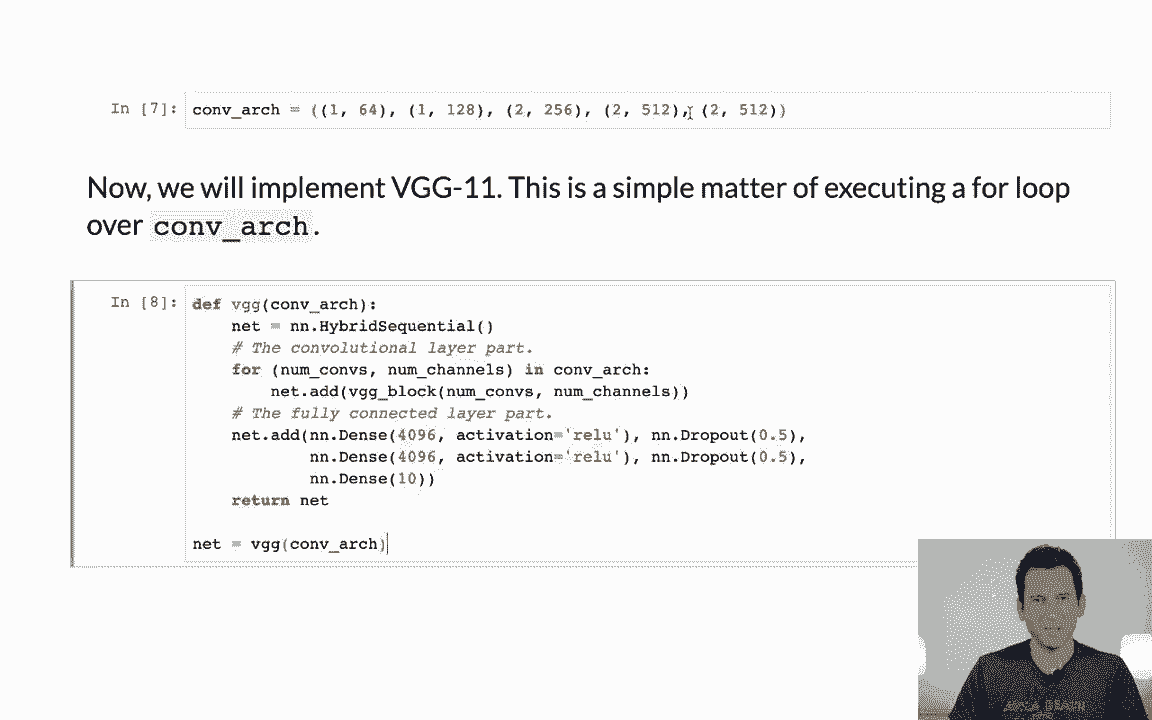 In [7]: conv_arch = ((1, 64), (1, 128), (2, 256), (2, 512), (2, 512))
Now, we will implement VGG-11. This is a simple matter of executing a for loop
over conv_arch.
In [8]: def vgg(conv_arch):
    net = nn.HybridSequential()
    # The convolutional layer part.
    for (num_convs, num_channels) in conv_arch:
        net.add(vgg_block(num_convs, num_channels))
    # The fully connected layer part.
    net.add(nn.Dense(4096, activation='relu'), nn.Dropout(0.5),
            nn.Dense(4096, activation='relu'), nn.Dropout(0.5),
            nn.Dense(10))
    return net
net = vgg(conv_arch)